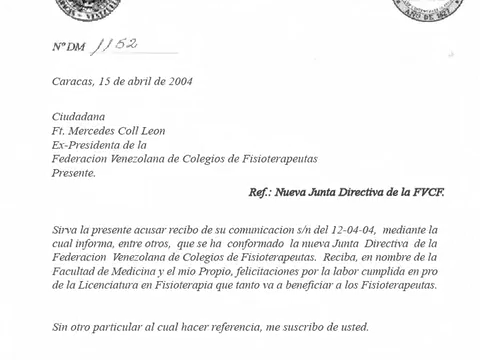 Nº DM 1152
Caracas, 15 de abril de 2004
Ciudadana
Ft. Mercedes Coll Leon
Ex-Presidenta de la
Federacion Venezolana de Colegios de Fisioterapeutas
Presente.
Ref.: Nueva Junta Directiva de la FVCF.
Sirva la presente acusar recibo de su comunicacion s/n del 12-04-04, mediante la
cual informa, entre otros, que se ha conformado la nueva Junta Directiva de la
Federacion Venezolana de Colegios de Fisioterapeutas. Reciba, en nombre de la
Facultad de Medicina y el mio Propio, felicitaciones por la labor cumplida en pro
de la Licenciatura en Fisioterapia que tanto va a beneficiar a los Fisioterapeutas.
Sin otro particular al cual hacer referencia, me suscribo de usted.